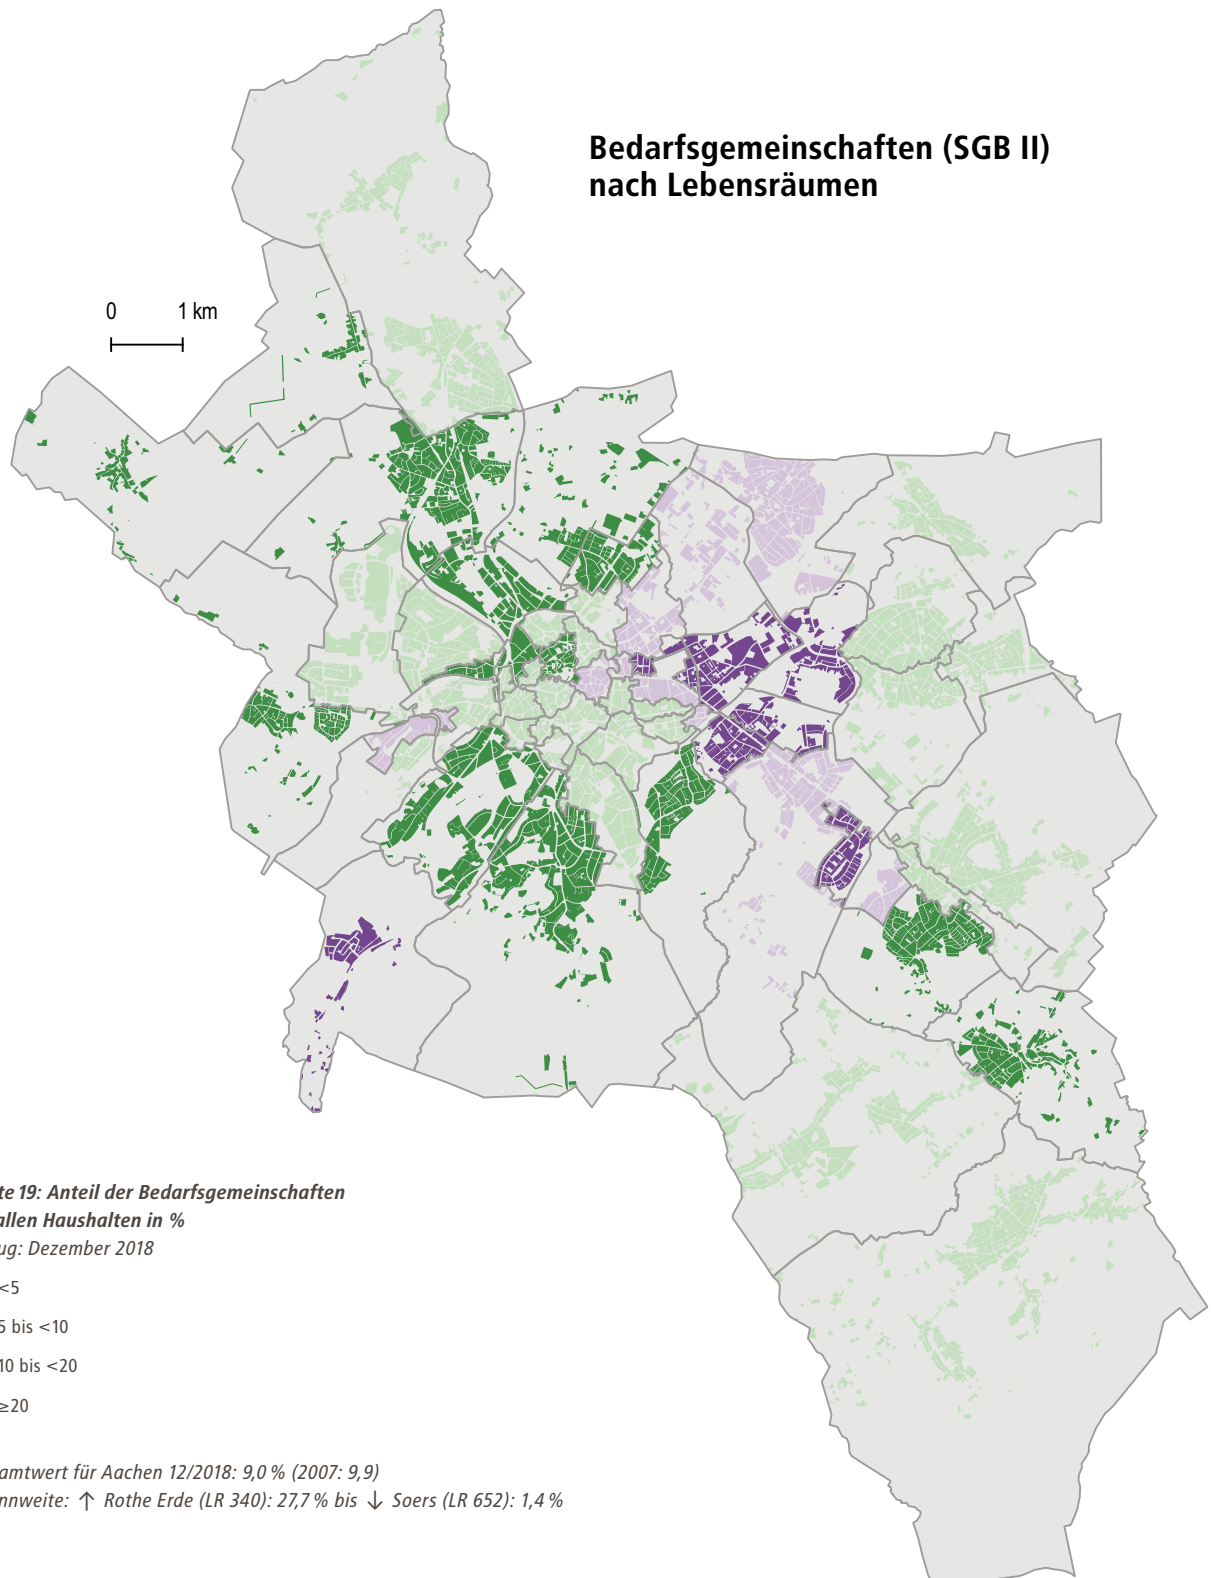 Bedarfsgemeinschaften (SGB II)
nach Lebensräumen
0 1 km
te 19: Anteil der Bedarfsgemeinschaften
allen Haushalten in %
ug: Dezember 2018
<5
5 bis <10
10 bis <20
≥20
amtwert für Aachen 12/2018: 9,0 % (2007: 9,9)
nnweite: ↑ Rothe Erde (LR 340): 27,7 % bis ↓ Soers (LR 652): 1,4 %